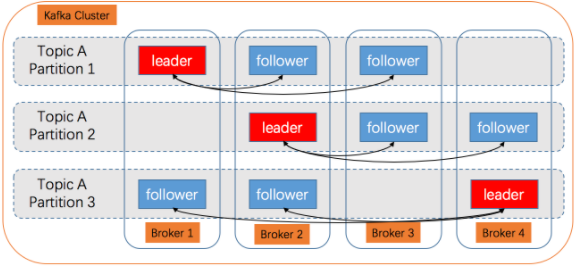 Kafka Cluster
Topic A
Partition 1
leader
follower
follower
Topic A
Partition 2
leader
follower
follower
Topic A
Partition 3
follower
follower
leader
Broker 1
Broker 2
Broker 3
Broker 4